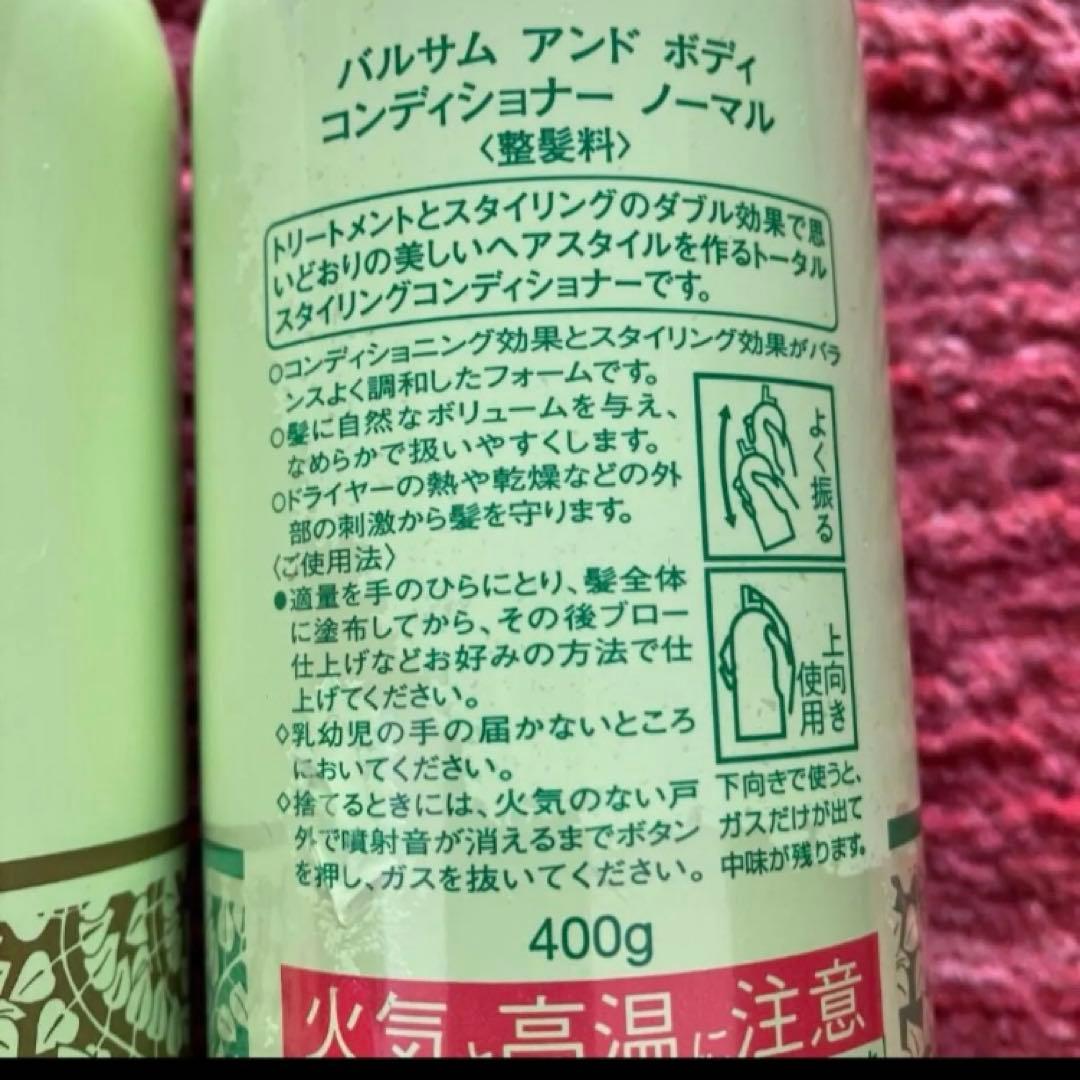 バルサム アンド ボディ
コンディショナー ノーマル
〈整髪料〉
トリートメントとスタイリングのダブル効果で思
いどおりの美しいヘアスタイルを作るトータル
スタイリングコンディショナーです。
○コンディショニング効果とスタイリング効果がバラ
ンスよく調和したフォームです。
○髪に自然なボリュームを与え、
なめらかで扱いやすくします。
○ドライヤーの熱や乾燥などの外
部の刺激から髪を守ります。
〈ご使用法〉
●適量を手のひらにとり、髪全体
に塗布してから、その後ブロー
仕上げなどお好みの方法で仕
上げてください。
◇乳幼児の手の届かないところ
においてください。
◇捨てるときには、火気のない戸
外で噴射音が消えるまでボタン
を押し、ガスを抜いてください。
よく振る
上向き
使用
下向きで使うと、
ガスだけが出て
中味が残ります。
400g
火気と高温に注意